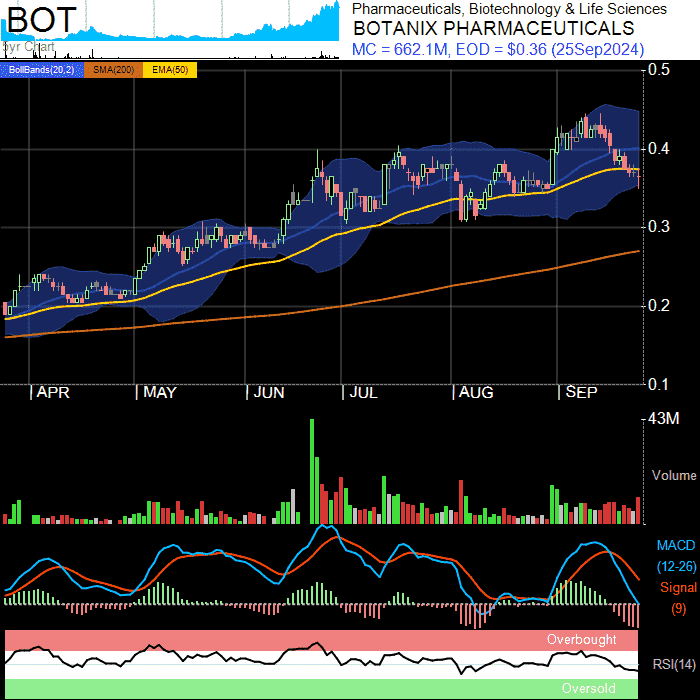 BOT
5yr Chart
Pharmaceuticals, Biotechnology & Life Sciences
BOTANIX PHARMACEUTICALS
MC = 662.1M, EOD = $0.36 (25Sep2024)
BollBands(20,2) SMA(200) EMA(50)
0.5
0.4
0.3
0.2
0.1
APR MAY JUN JUL AUG SEP
43M
Volume
MACD
(12-26)
Signal
(9)
Overbought
RSI(14)
Oversold